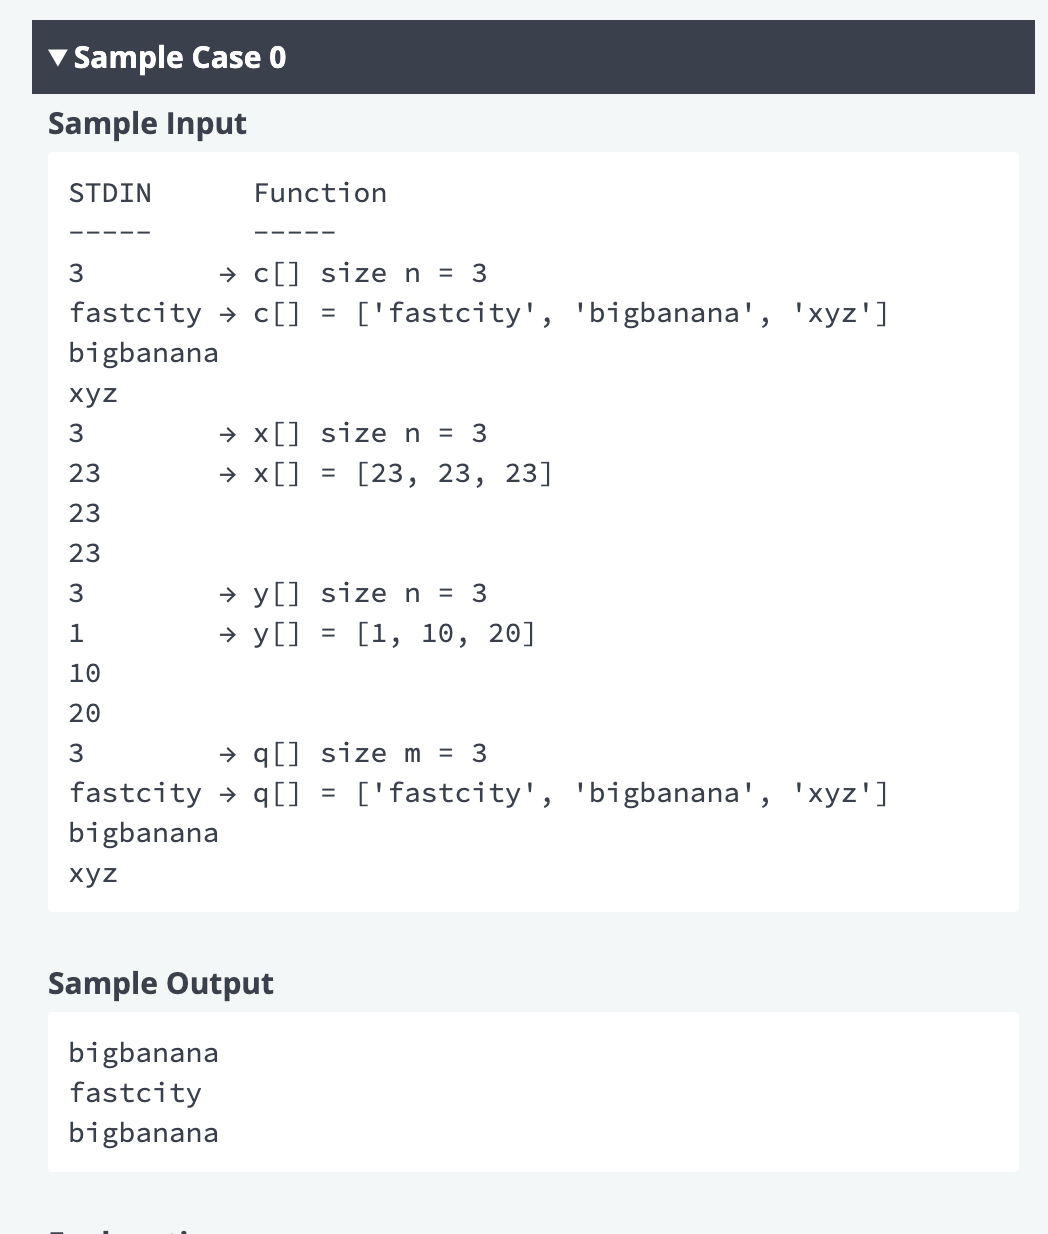 ▼ Sample Case 0
Sample Input
STDIN Function
----- -----
3 → c[] size n = 3
fastcity → c[] = ['fastcity', 'bigbanana', 'xyz']
bigbanana
xyz
3 → x[] size n = 3
23 → x[] = [23, 23, 23]
23
23
3 → y[] size n = 3
1 → y[] = [1, 10, 20]
10
20
3 → q[] size m = 3
fastcity → q[] = ['fastcity', 'bigbanana', 'xyz']
bigbanana
xyz
Sample Output
bigbanana
fastcity
bigbanana